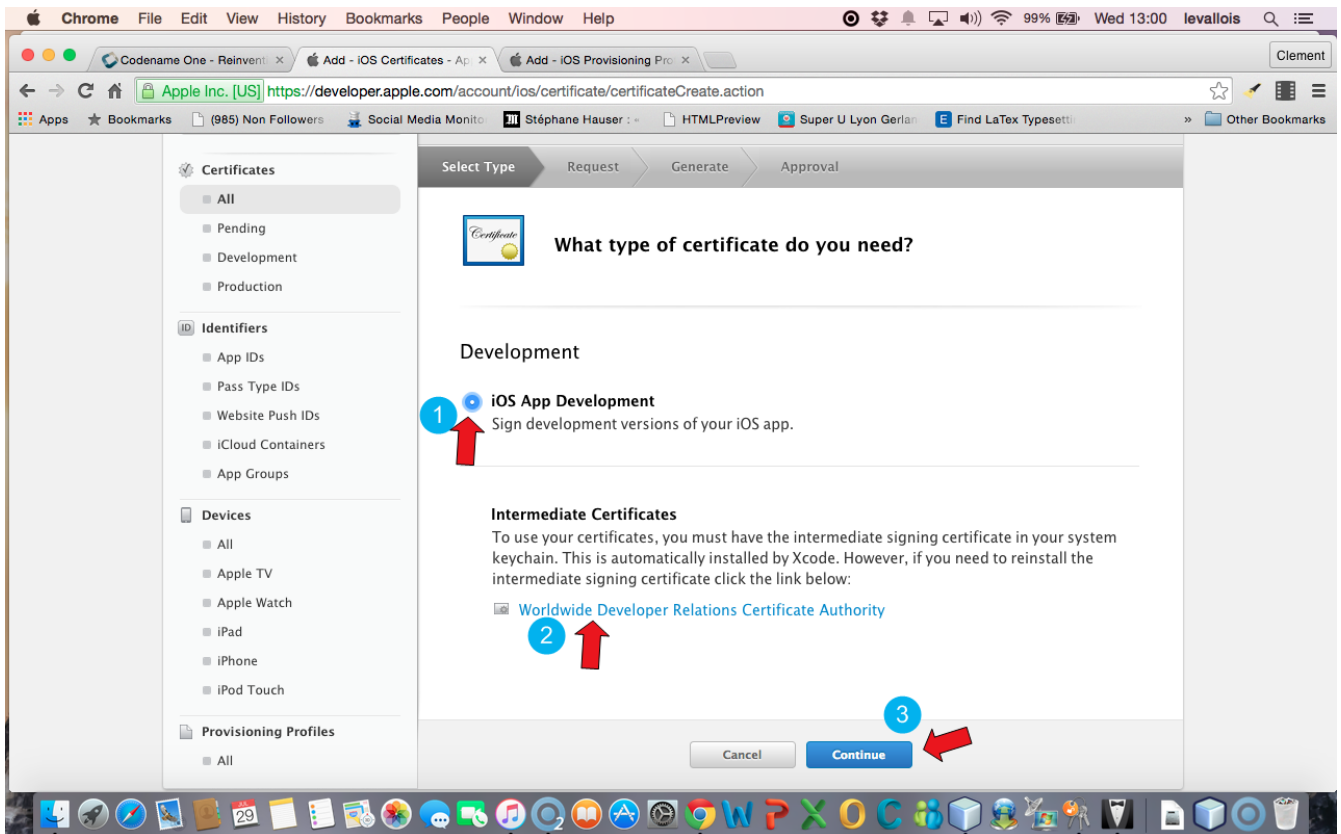 Chrome File Edit View History Bookmarks People Window Help 99% Wed 13:00 levallois
Codename One - Reinventi
Add - iOS Certificates - Ap
Add - iOS Provisioning Pro
Clement
Apple Inc. [US] https://developer.apple.com/account/ios/certificate/certificateCreate.action
Apps Bookmarks (985) Non Followers Social Media Monito Stéphane Hauser : - HTMLPreview Super U Lyon Gerlan Find LaTex Typesetti » Other Bookmarks
Certificates
All
Pending
Development
Production
ID Identifiers
App IDs
Pass Type IDs
Website Push IDs
iCloud Containers
App Groups
Devices
All
Apple TV
Apple Watch
iPad
iPhone
iPod Touch
Provisioning Profiles
All
Select Type Request Generate Approval
Certificate
What type of certificate do you need?
Development
1
iOS App Development
Sign development versions of your iOS app.
Intermediate Certificates
To use your certificates, you must have the intermediate signing certificate in your system
keychain. This is automatically installed by Xcode. However, if you need to reinstall the
intermediate signing certificate click the link below:
Worldwide Developer Relations Certificate Authority
2
3
Cancel Continue
29